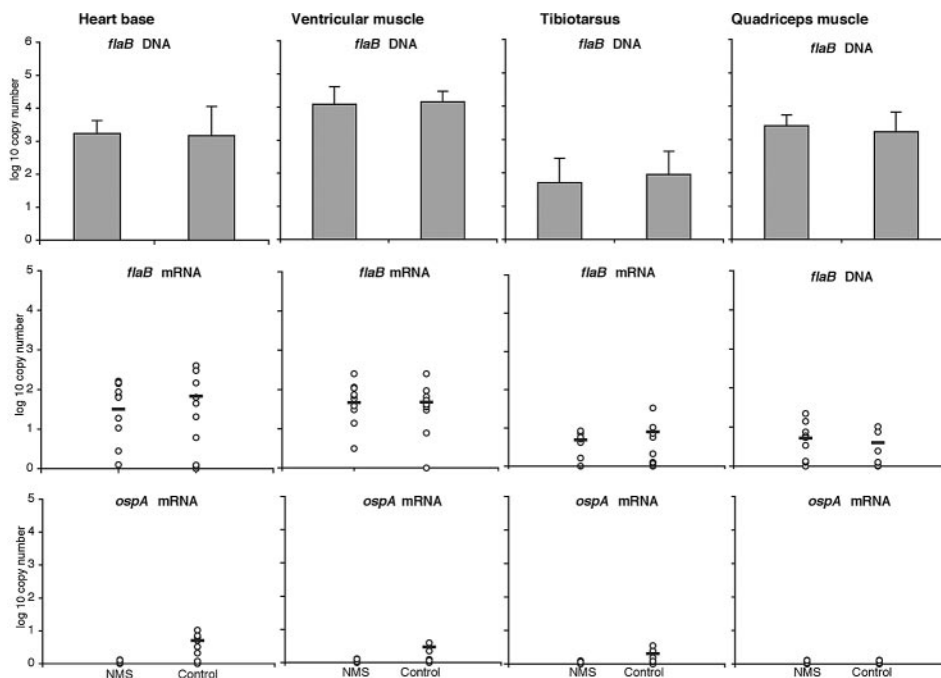 Heart base Ventricular muscle Tibiotarsus Quadriceps muscle
flaB DNA flaB DNA flaB DNA flaB DNA
log 10 copy number
6
5
4
3
2
1
0
flaB mRNA flaB mRNA flaB mRNA flaB DNA
log 10 copy number
5
4
3
2
1
0
ospA mRNA ospA mRNA ospA mRNA ospA mRNA
log 10 copy number
5
4
3
2
1
0
NMS Control NMS Control NMS Control NMS Control